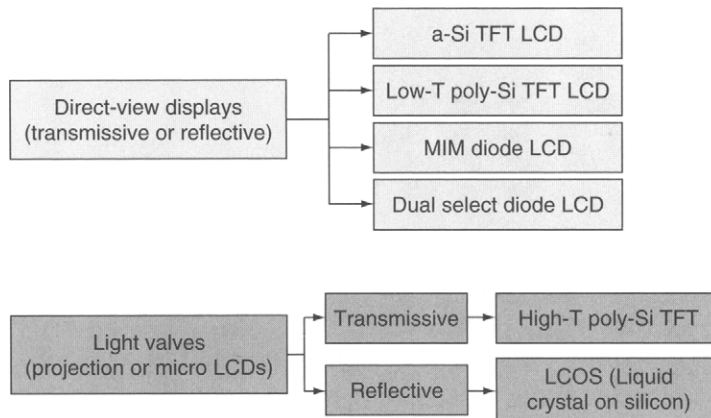 a-Si TFT LCD
Direct-view displays
(transmissive or reflective)
Low-T poly-Si TFT LCD
MIM diode LCD
Dual select diode LCD
Light valves
(projection or micro LCDs)
Transmissive
High-T poly-Si TFT
Reflective
LCOS (Liquid
crystal on silicon)